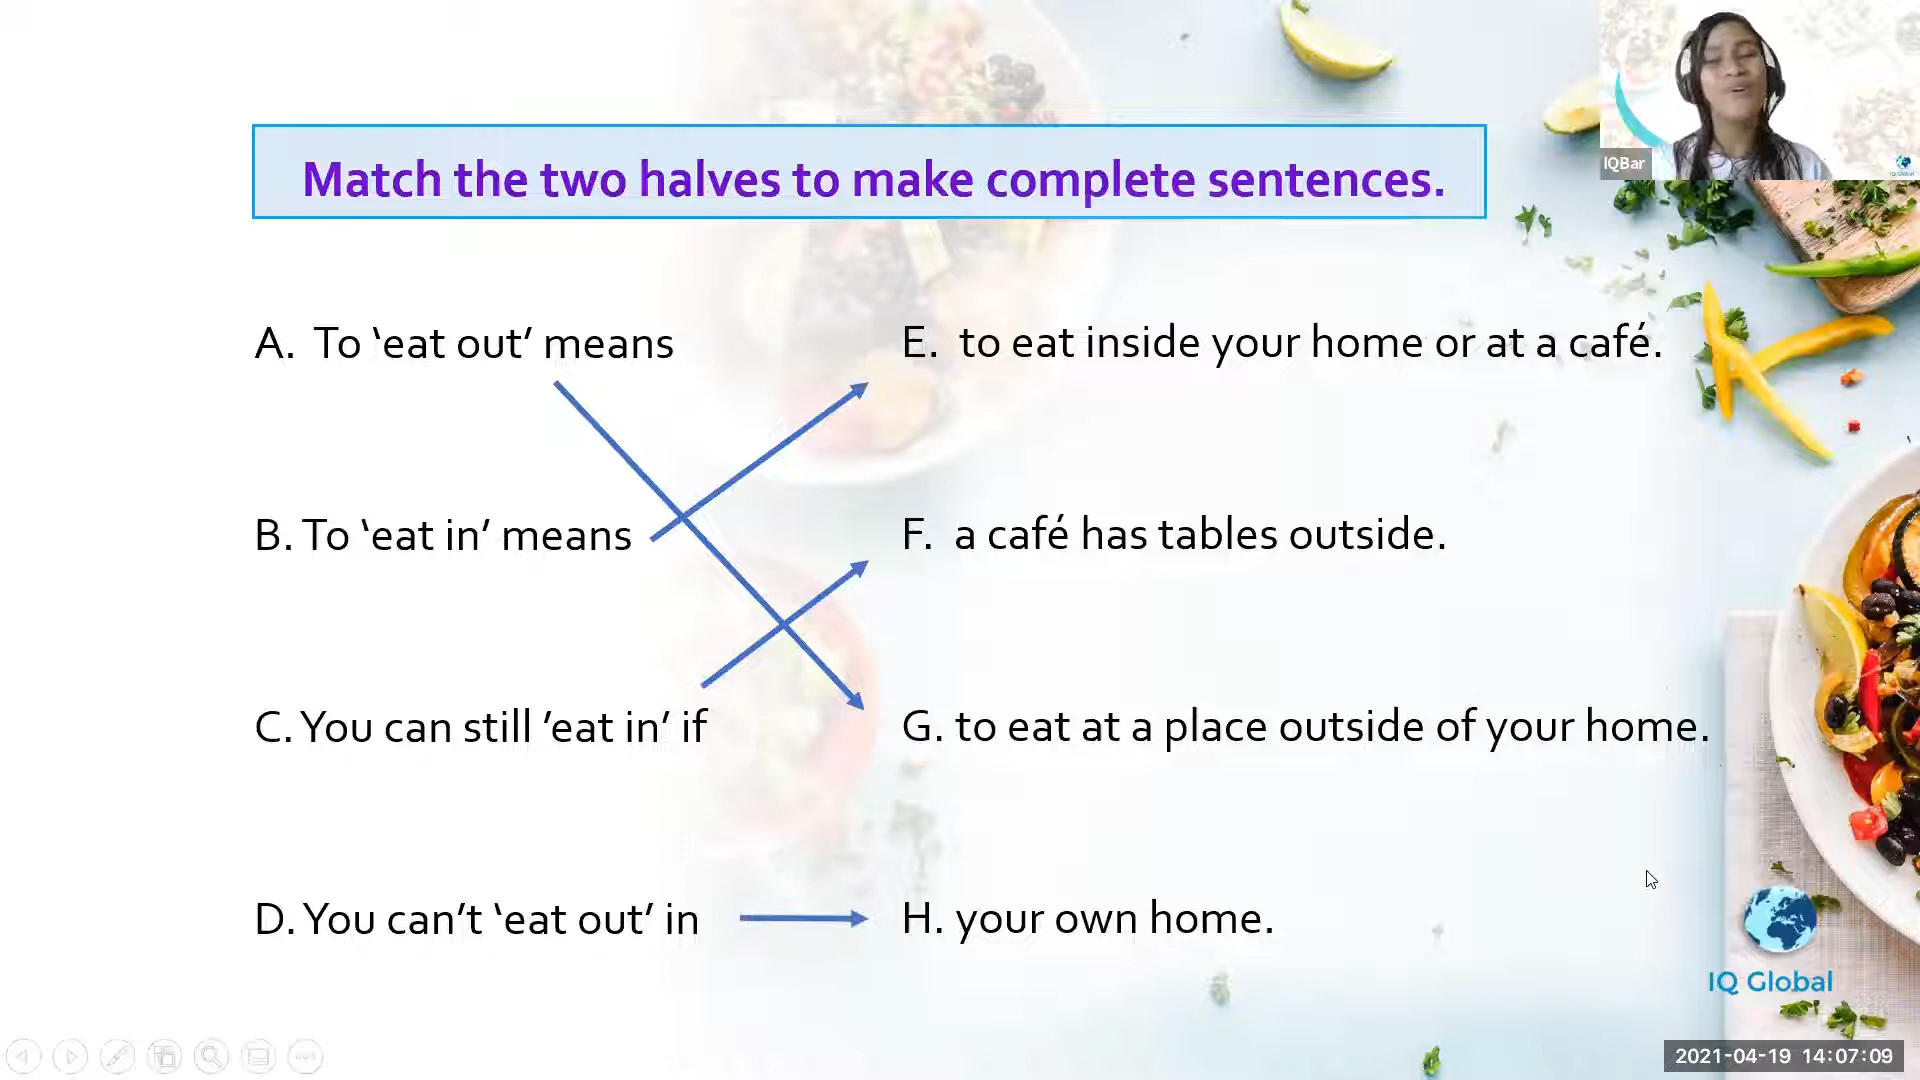 IQBar
Match the two halves to make complete sentences.
A. To ‘eat out’ means
E. to eat inside your home or at a café.
B. To ‘eat in’ means
F. a café has tables outside.
C. You can still ’eat in’ if
G. to eat at a place outside of your home.
D. You can’t ‘eat out’ in
H. your own home.
IQ Global
2021-04-19 14:07:09